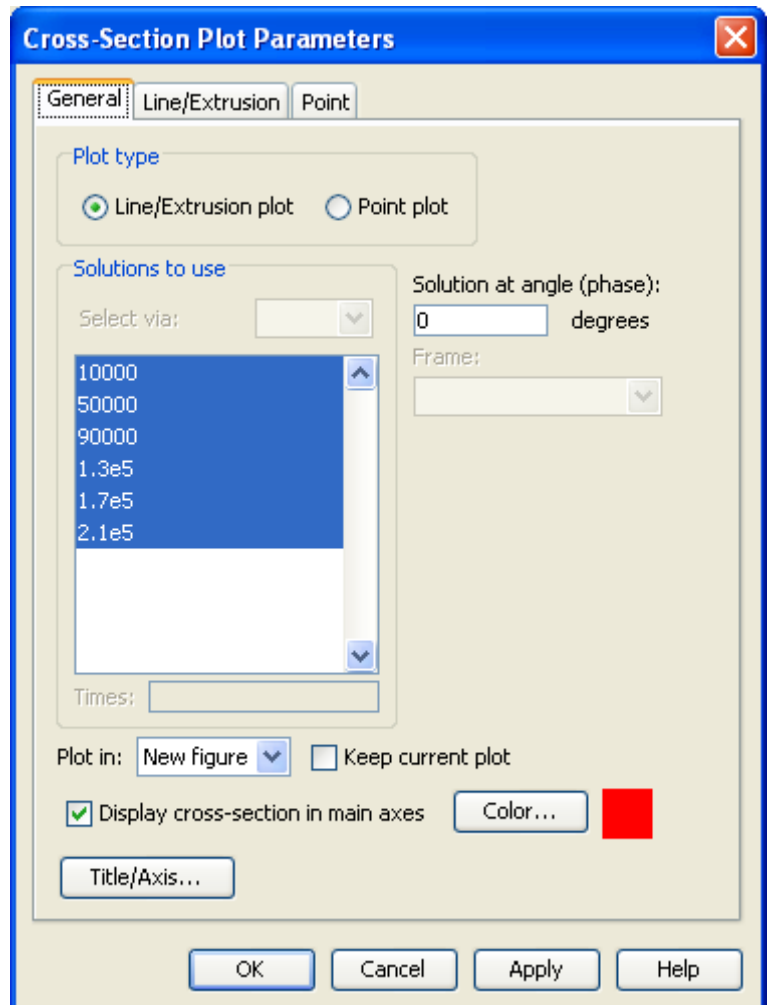 Cross-Section Plot Parameters
General Line/Extrusion Point
Plot type
Line/Extrusion plot Point plot
Solutions to use
Select via:
10000
50000
90000
1.3e5
1.7e5
2.1e5
Times:
Solution at angle (phase):
0 degrees
Frame:
Plot in: New figure Keep current plot
Display cross-section in main axes Color...
Title/Axis...
OK Cancel Apply Help